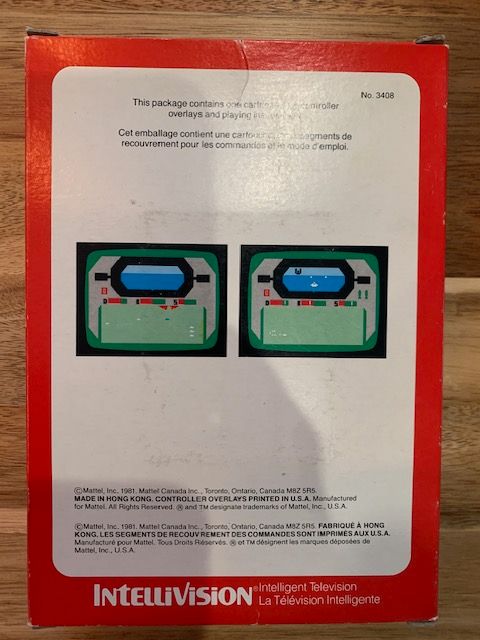 No. 3408
This package contains one cartr controller
overlays and playing in
Cet emballage contient une cartouc segments de
recouvrement pour les commandes et le mode d'emploi.
D E S
D E S
©Mattel, Inc., 1981. Mattel Canada Inc., Toronto, Ontario, Canada M8Z 5R5.
MADE IN HONG KONG. CONTROLLER OVERLAYS PRINTED IN U.S.A. Manufactured
for Mattel. All Rights Reserved. ® and TM designate trademarks of Mattel, Inc., U.S.A.
©Mattel, Inc., 1981. Mattel Canada Inc., Toronto, Ontario, Canada M8Z 5R5. FABRIQUÉ À HONG
KONG. LES SEGMENTS DE RECOUVREMENT DES COMMANDES SONT IMPRIMÉS AUX U.S.A.
Manufacturé pour Mattel. Tous Droits Réservés. ® et TM désignent les marques déposées de
Mattel, Inc., U.S.A.
INTELLIVISION® Intelligent Television
La Télévision Intelligente